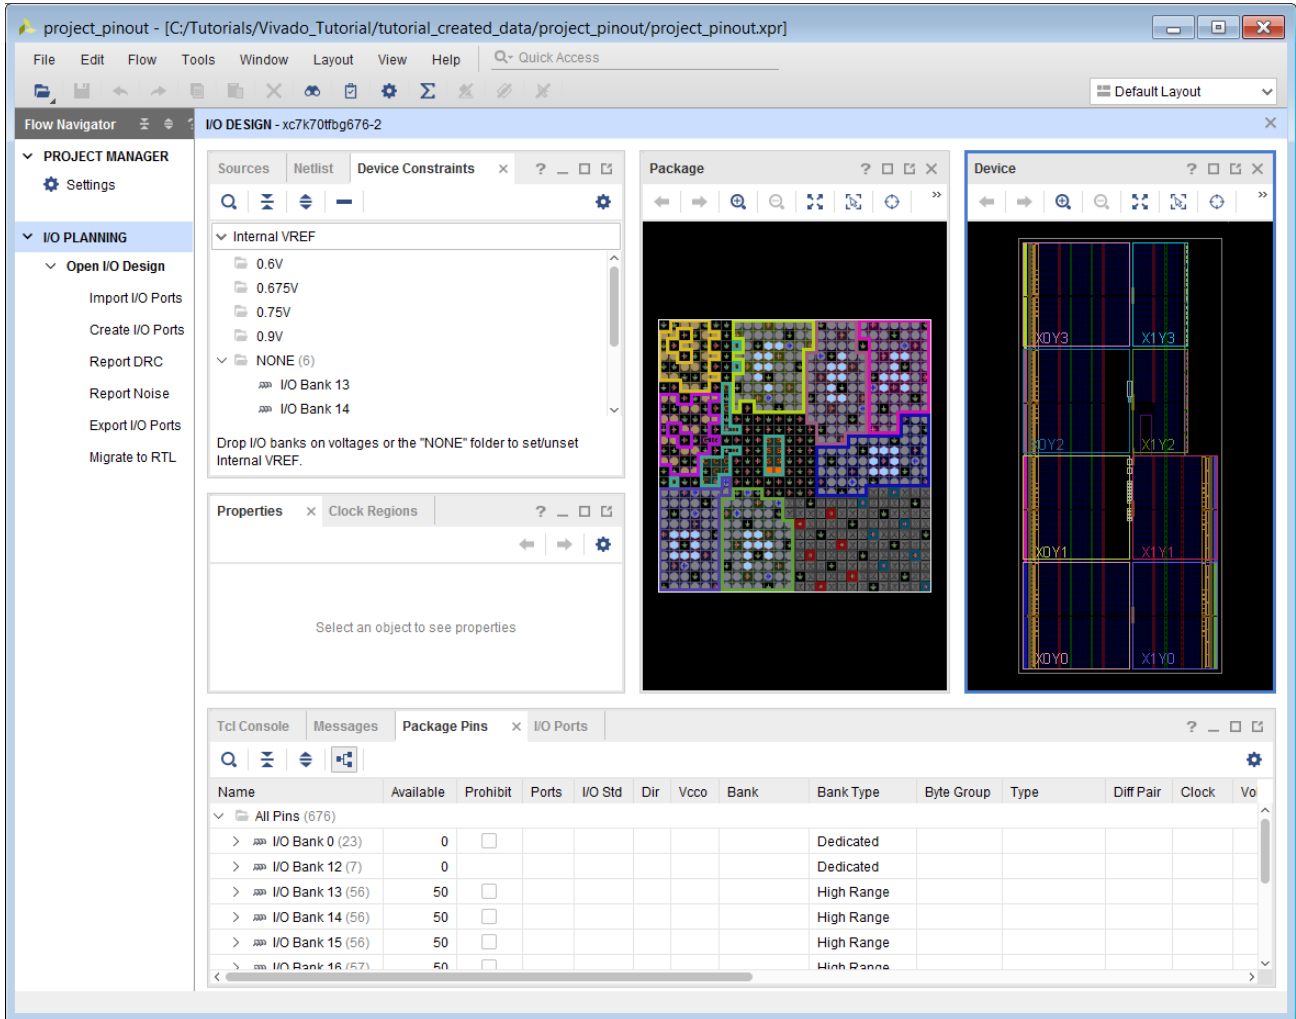 project_pinout - [C:/Tutorials/Vivado_Tutorial/tutorial_created_data/project_pinout/project_pinout.xpr]
File Edit Flow Tools Window Layout View Help Quick Access
Default Layout
Flow Navigator
I/O DESIGN - xc7k70tfbg676-2
PROJECT MANAGER
Settings
I/O PLANNING
Open I/O Design
Import I/O Ports
Create I/O Ports
Report DRC
Report Noise
Export I/O Ports
Migrate to RTL
Sources Netlist Device Constraints
Internal VREF
0.6V
0.675V
0.75V
0.9V
NONE (6)
I/O Bank 13
I/O Bank 14
Drop I/O banks on voltages or the "NONE" folder to set/unset
Internal VREF.
Properties Clock Regions
Select an object to see properties
Package
Device
X0Y3 X1Y3
X0Y2 X1Y2
X0Y1 X1Y1
X0Y0 X1Y0
Tcl Console Messages Package Pins I/O Ports
Name Available Prohibit Ports I/O Std Dir Vcco Bank Bank Type Byte Group Type Diff Pair Clock Vo
All Pins (676)
I/O Bank 0 (23) 0 Dedicated
I/O Bank 12 (7) 0 Dedicated
I/O Bank 13 (56) 50 High Range
I/O Bank 14 (56) 50 High Range
I/O Bank 15 (56) 50 High Range
I/O Bank 16 (57) 50 High Range